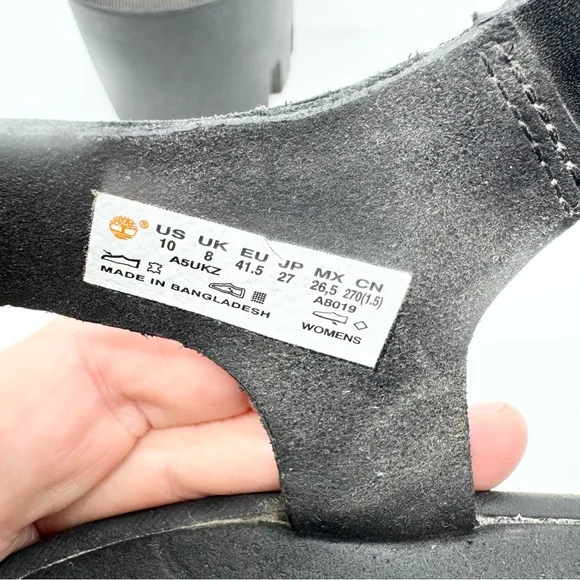 ® US UK EU JP MX CN
10 8 41.5 27 26,5 270(1.5)
A5UKZ A8019
MADE IN BANGLADESH WOMENS